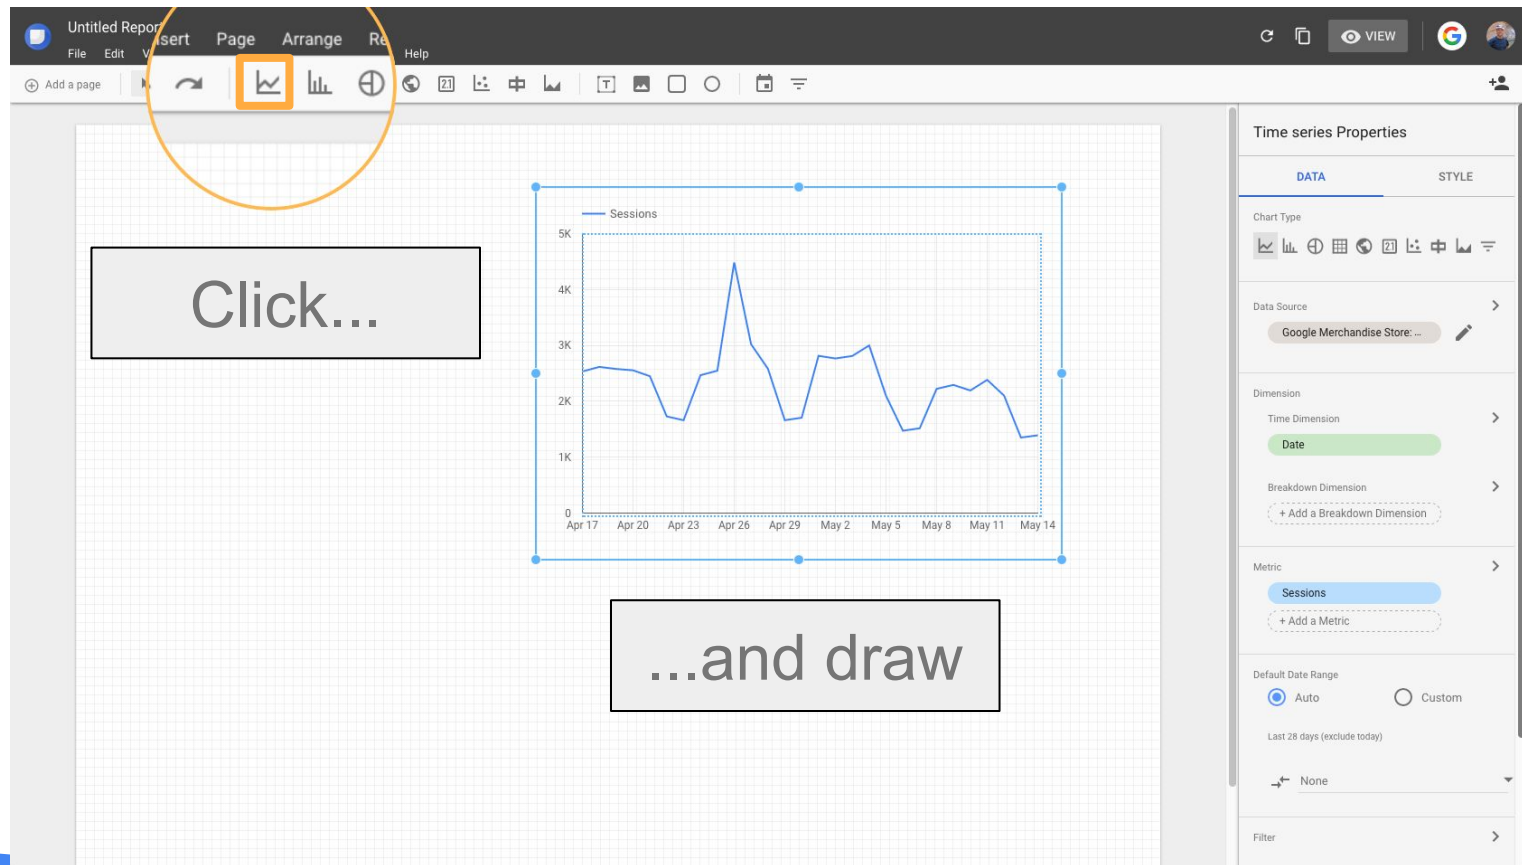 Untitled Repor
File Edit V
Insert Page Arrange Re
Help
VIEW
Add a page
21
T
Click...
Sessions
5K
4K
3K
2K
1K
0
Apr 17 Apr 20 Apr 23 Apr 26 Apr 29 May 2 May 5 May 8 May 11 May 14
...and draw
Time series Properties
DATA STYLE
Chart Type
21
Data Source
Google Merchandise Store: ...
Dimension
Time Dimension
Date
Breakdown Dimension
+ Add a Breakdown Dimension
Metric
Sessions
+ Add a Metric
Default Date Range
Auto Custom
Last 28 days (exclude today)
None
Filter